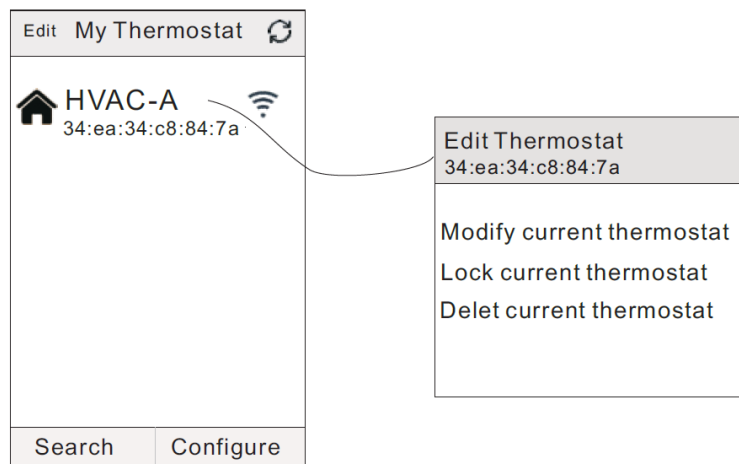 Edit My Thermostat
HVAC-A
34:ea:34:c8:84:7a
Search Configure
Edit Thermostat
34:ea:34:c8:84:7a
Modify current thermostat
Lock current thermostat
Delet current thermostat